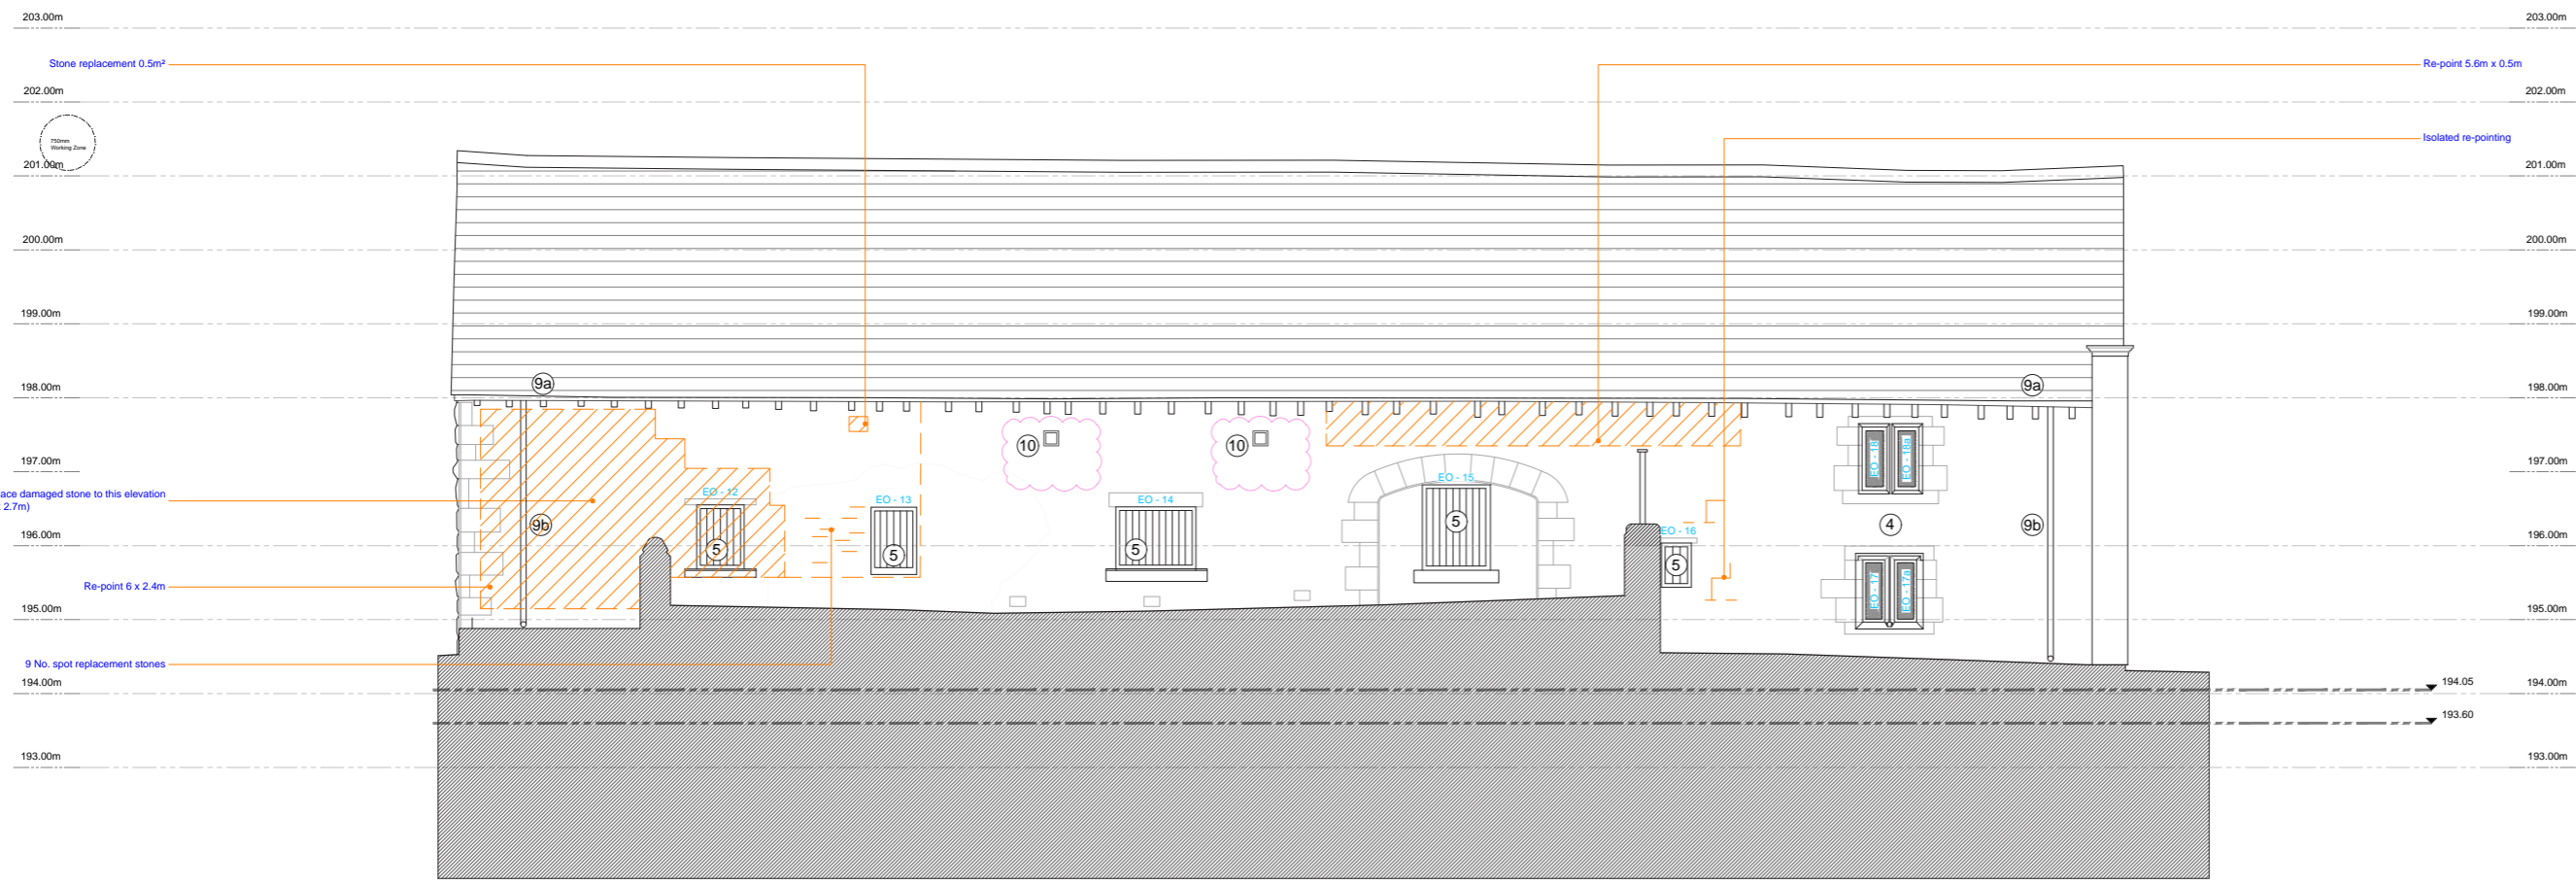 203.00m
203.00m
Stone replacement 0.5m²
Re-point 5.6m x 0.5m
202.00m
202.00m
750mm
Working Zone
Isolated re-pointing
201.00m
201.00m
200.00m
200.00m
199.00m
199.00m
198.00m
9a
9a
198.00m
10
10
EO - 18
EO - 18a
197.00m
197.00m
ace damaged stone to this elevation
2.7m)
EO - 12
EO - 13
EO - 14
EO - 15
9b
5
4
9b
196.00m
EO - 16
196.00m
5
5
5
5
EO - 17
EO - 17a
Re-point 6 x 2.4m
195.00m
195.00m
9 No. spot replacement stones
194.00m
194.05
194.00m
193.60
193.00m
193.00m